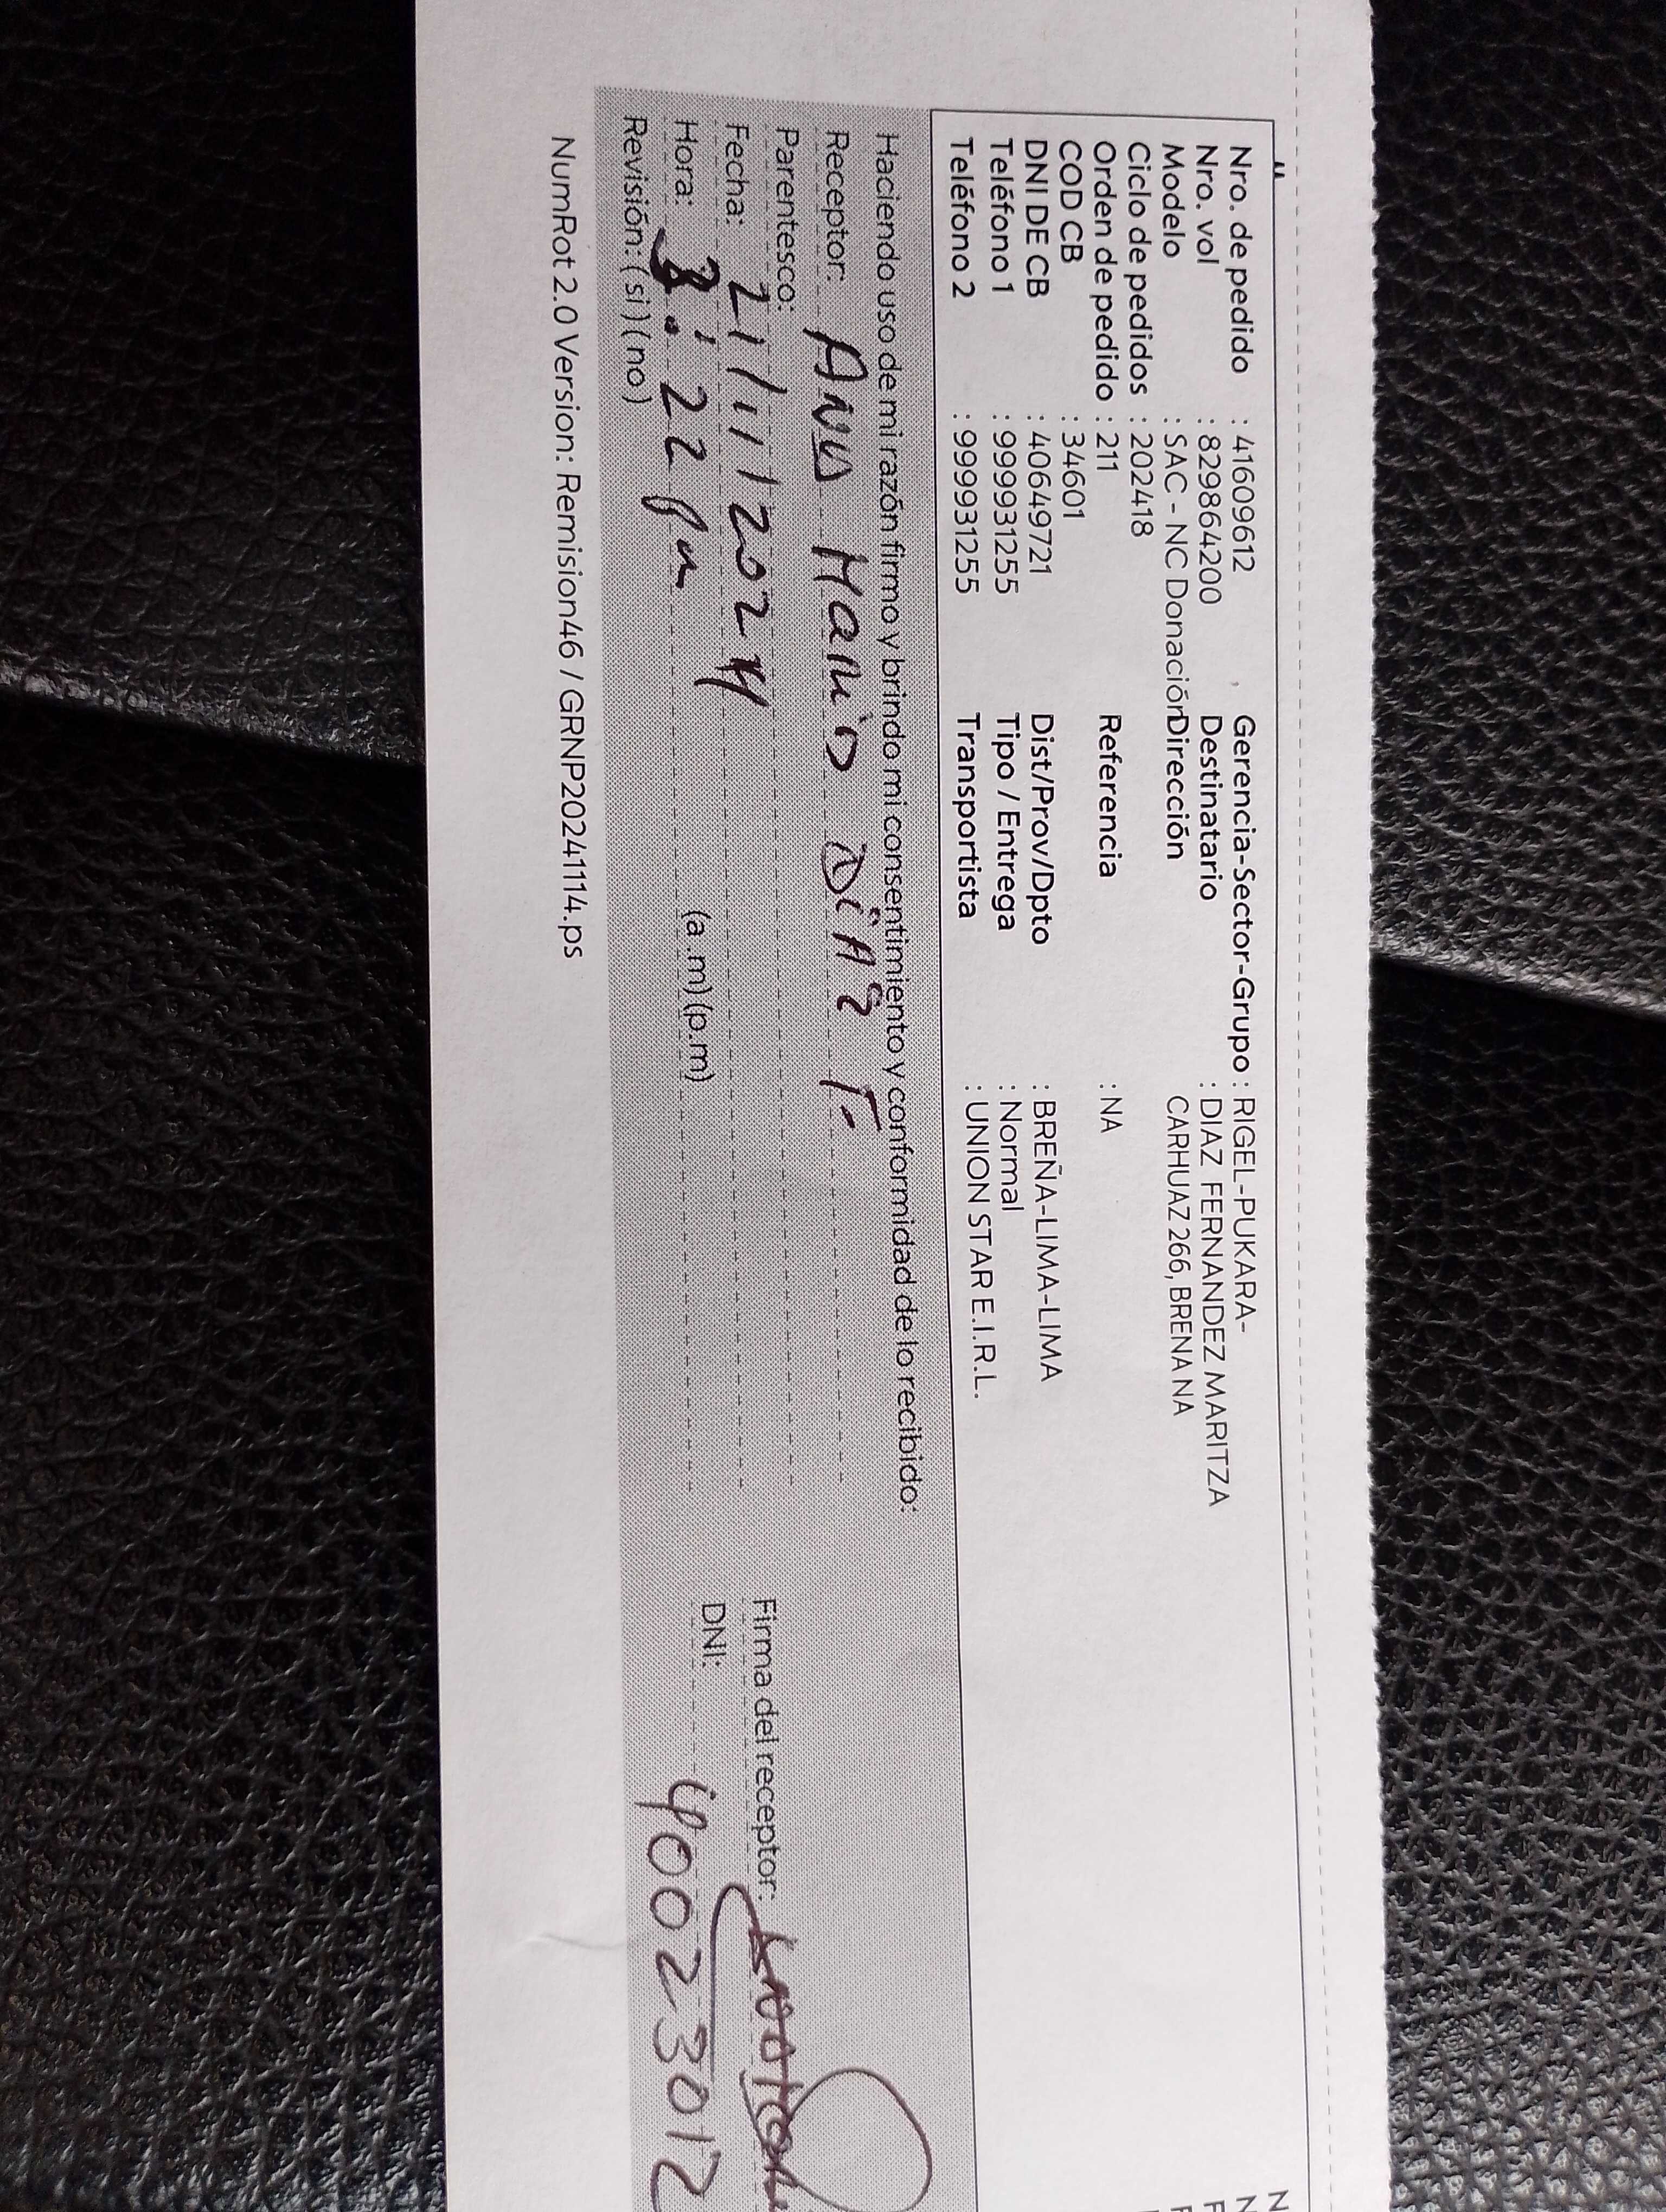 Nro. de pedido : 41609612 Gerencia-Sector-Grupo : RIGEL-PUKARA-
Nro. vol : 829864200 Destinatario : DIAZ FERNANDEZ MARITZA
Modelo : SAC - NC Donación Dirección CARHUAZ 266, BRENA NA
Ciclo de pedidos : 202418
Orden de pedido : 211 Referencia : NA
COD CB : 34601
DNI DE CB : 40649721 Dist/Prov/Dpto : BREÑA-LIMA-LIMA
Teléfono 1 : 999931255 Tipo / Entrega : Normal
Teléfono 2 : 999931255 Transportista : UNION STAR E.I.R.L.
Haciendo uso de mi razón firmo y brindo mi consentimiento y conformidad de lo recibido:
Receptor: Ana María Díaz F.
Parentesco:
Firma del receptor:
Fecha: 21/11/2024
DNI: 40023012
Hora: 3:22 pm (a.m)(p.m)
Revisión: (si) (no)
NumRot 2.0 Version: Remision46 / GRNP20241114.ps